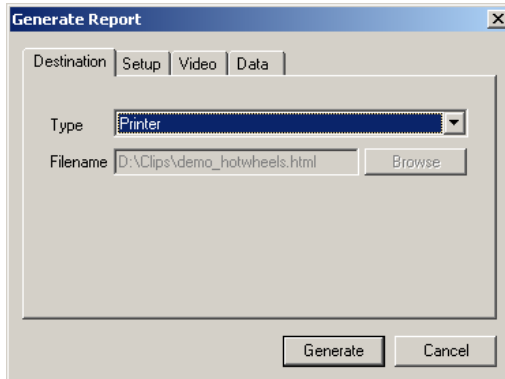 Generate Report
Destination Setup Video Data
Type Printer
Filename D:\Clips\demo_hotwheels.html Browse
Generate Cancel